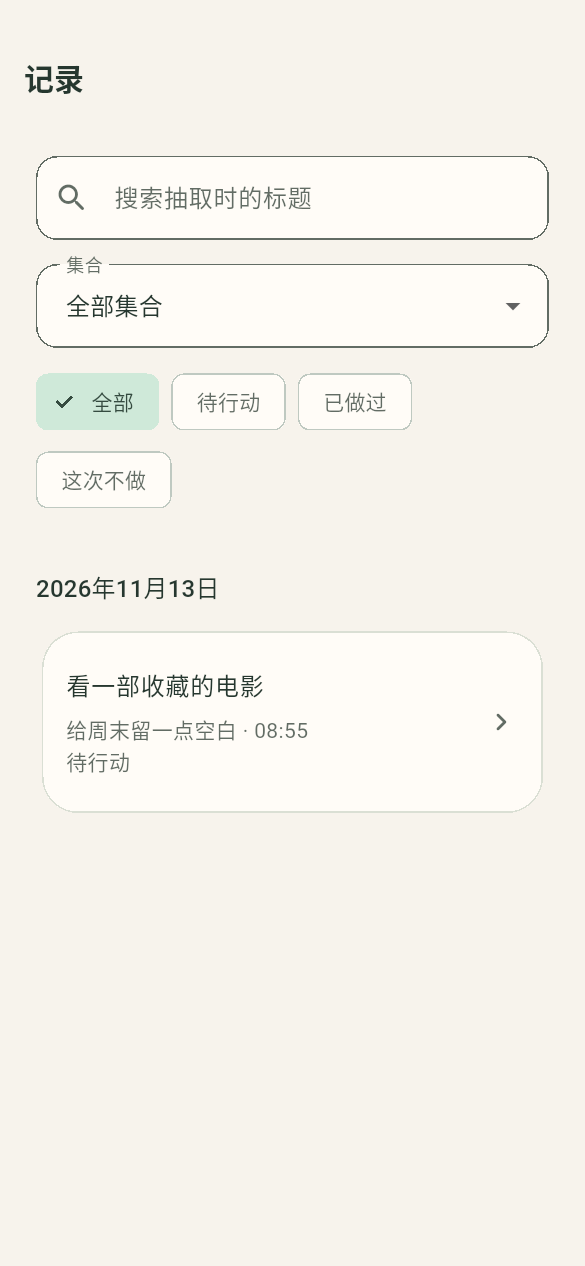 记录
搜索抽取时的标题
集合
全部集合
全部
待行动
已做过
这次不做
2026年11月13日
看一部收藏的电影
给周末留一点空白 · 08:55
待行动